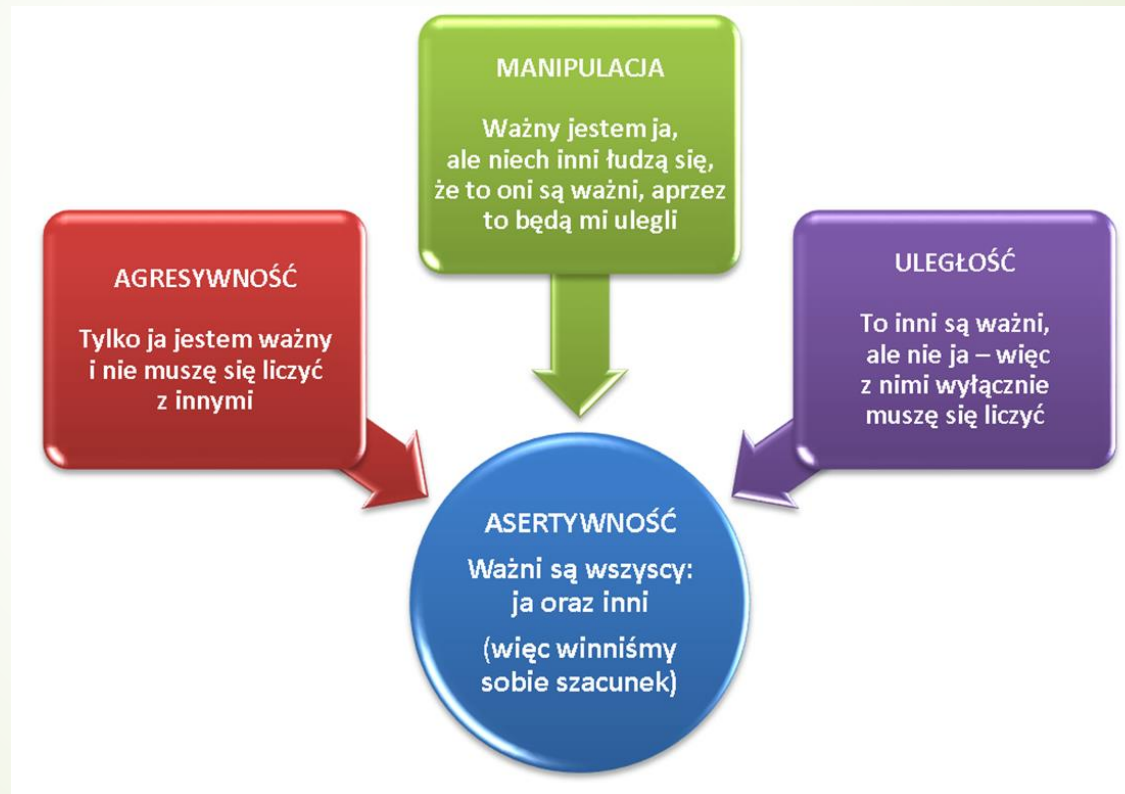 MANIPULACJA
Ważny jestem ja,
ale niech inni łudzą się,
że to oni są ważni, aprzez
to będą mi ulegli
AGRESYWNOŚĆ
Tylko ja jestem ważny
i nie muszę się liczyć
z innymi
ULEGŁOŚĆ
To inni są ważni,
ale nie ja – więc
z nimi wyłącznie
muszę się liczyć
ASERTYWNOŚĆ
Ważni są wszyscy:
ja oraz inni
(więc winniśmy
sobie szacunek)